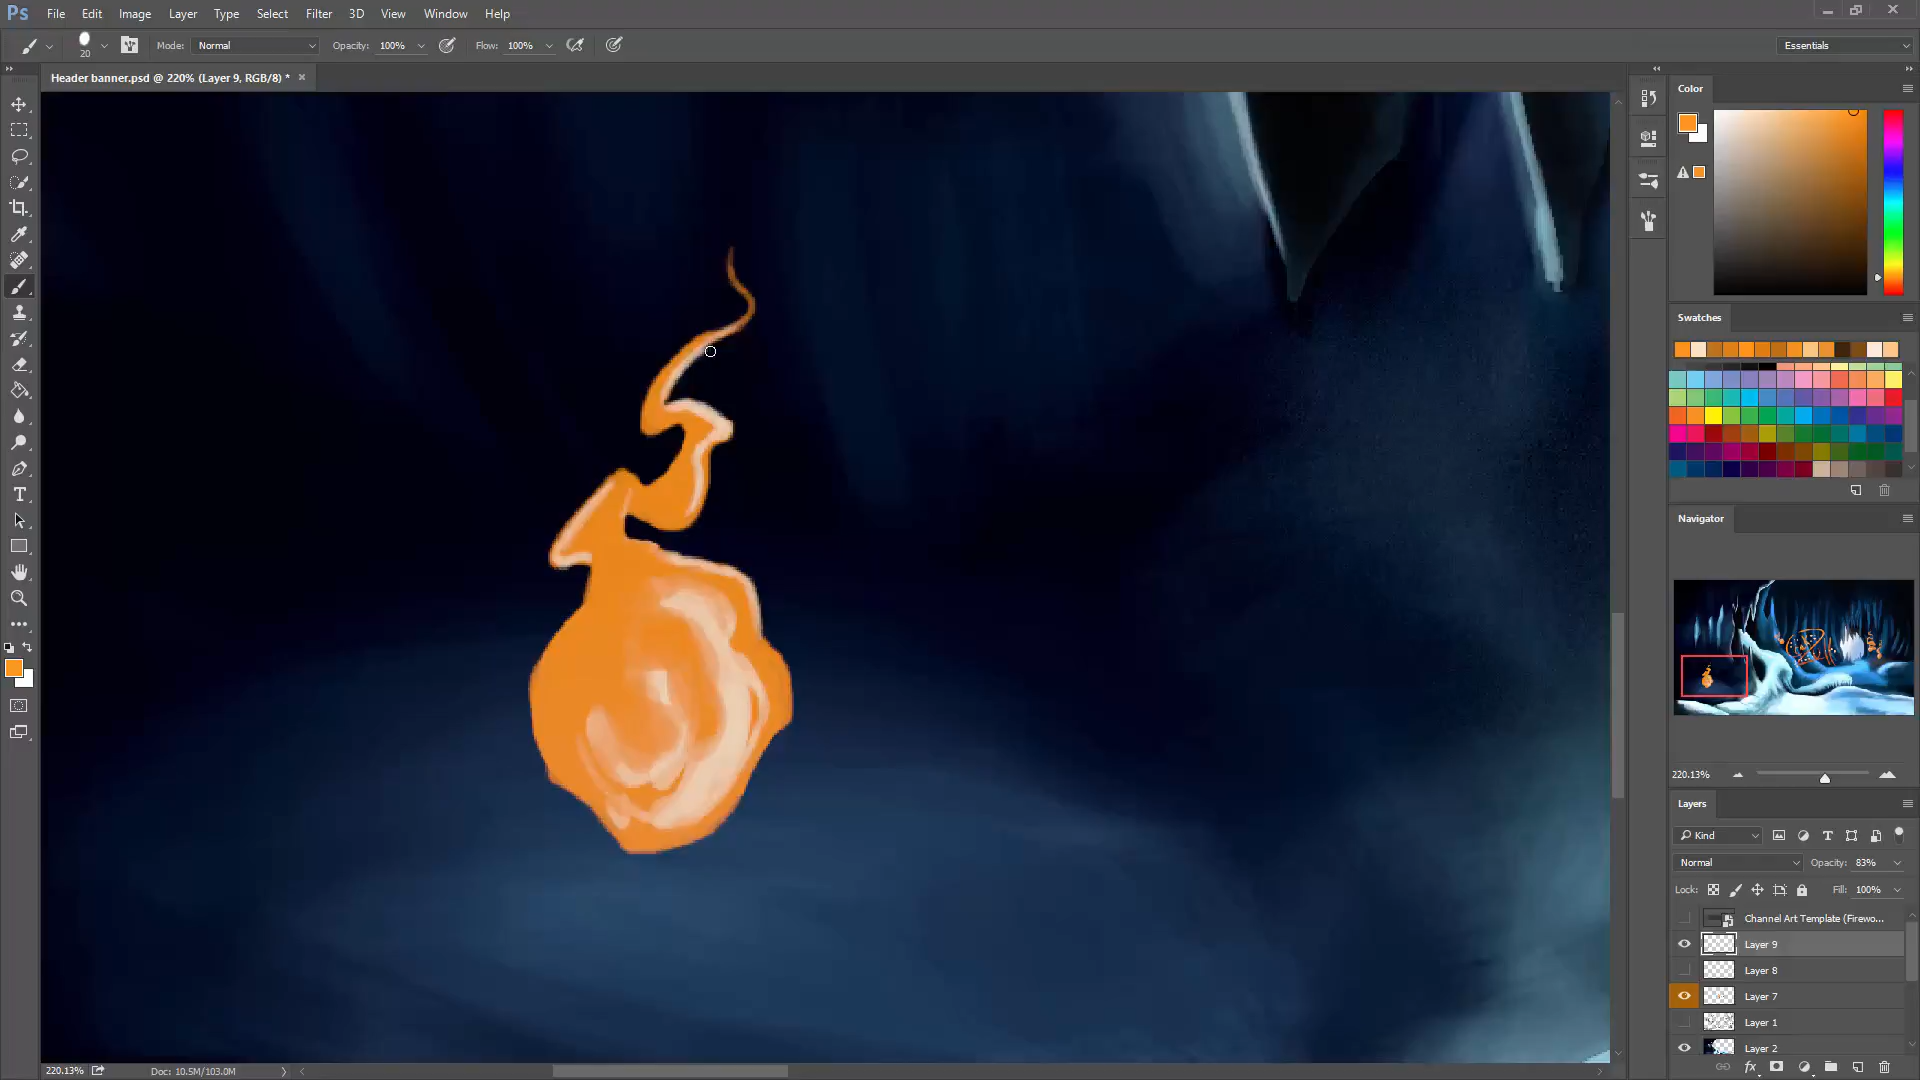 Ps File Edit Image Layer Type Select Filter 3D View Window Help
20 Mode: Normal Opacity: 100% Flow: 100% Essentials
Header banner.psd @ 220% (Layer 9, RGB/8) * ×
Color
Swatches
Navigator
220.13%
Layers
Kind
Normal Opacity: 83%
Lock: Fill: 100%
Channel Art Template (Firewo...
Layer 9
Layer 8
Layer 7
Layer 1
Layer 2
220.13% Doc: 10.5M/103.0M